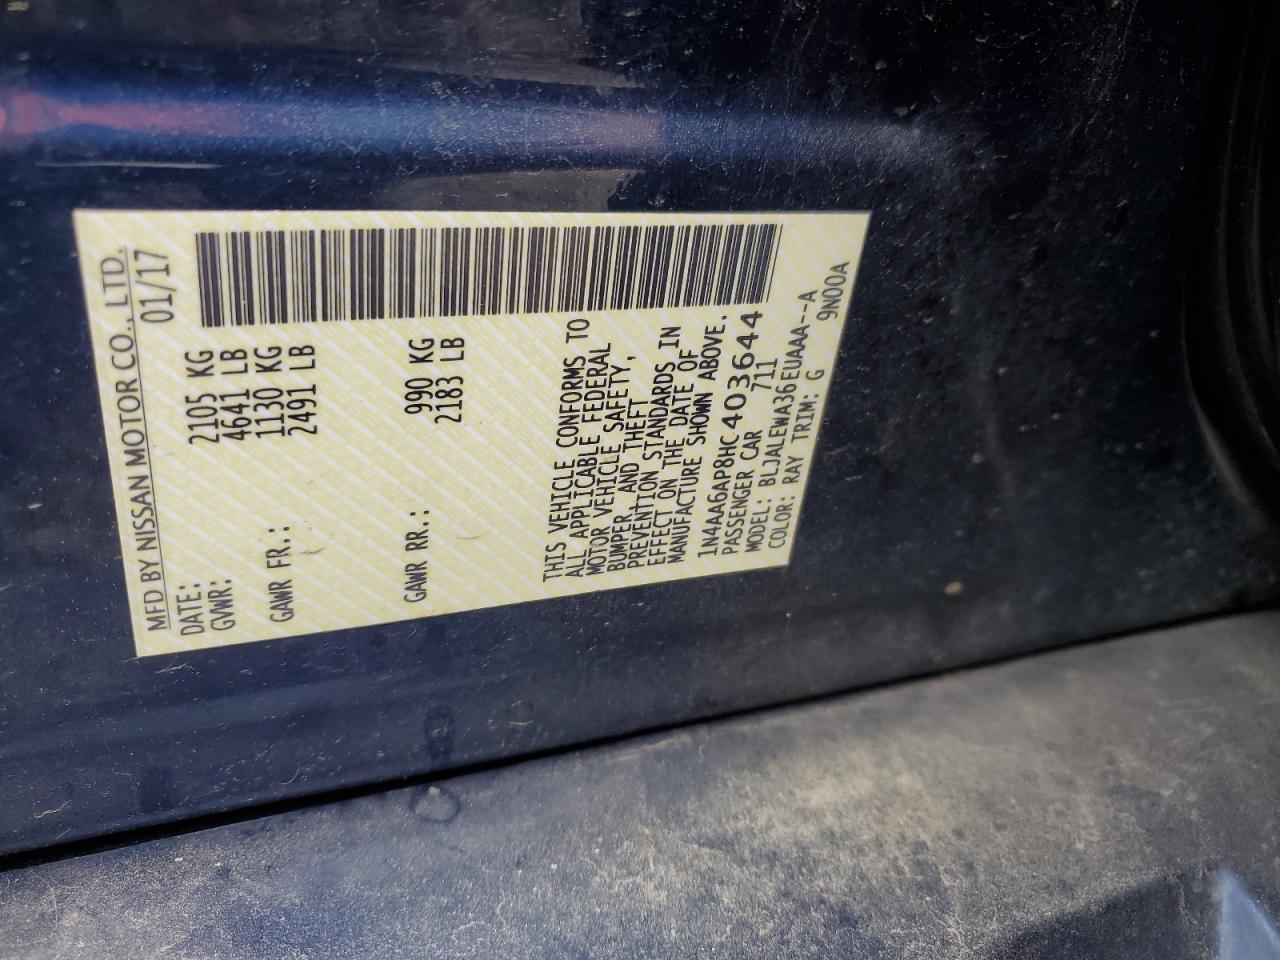 MFD BY NISSAN MOTOR CO., LTD.
DATE: 01/17
GVWR: 2105 KG
4641 LB
GAWR FR.: 1130 KG
2491 LB
GAWR RR.: 990 KG
2183 LB
THIS VEHICLE CONFORMS TO
ALL APPLICABLE FEDERAL
MOTOR VEHICLE SAFETY,
BUMPER, AND THEFT
PREVENTION STANDARDS IN
EFFECT ON THE DATE OF
MANUFACTURE SHOWN ABOVE.
1N4AA6AP8HC403644
PASSENGER CAR 711
MODEL: BLJALEWA36EUAAA--A
COLOR: RAY TRIM: G 9N00A